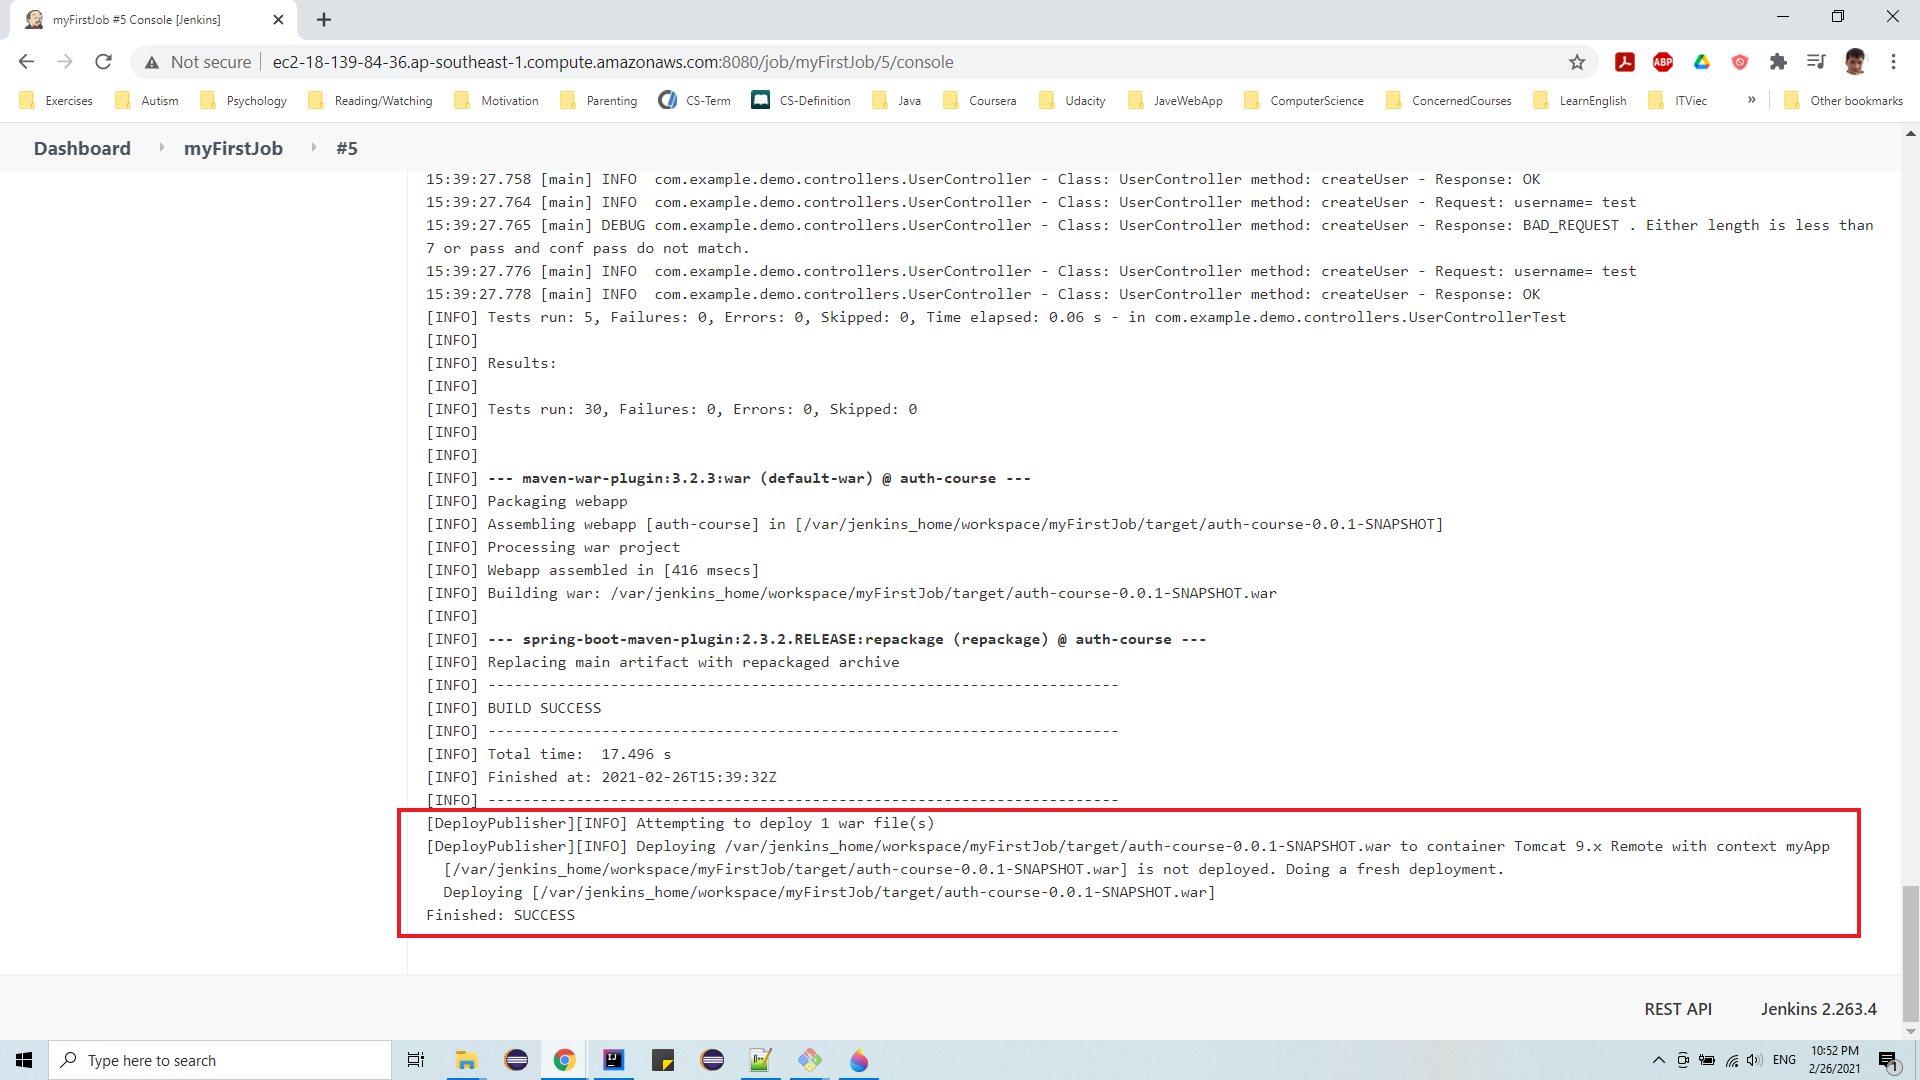 myFirstJob #5 Console [Jenkins]
Not secure
ec2-18-139-84-36.ap-southeast-1.compute.amazonaws.com:8080/job/myFirstJob/5/console
ABP
Exercises
Autism
Psychology
Reading/Watching
Motivation
Parenting
CS-Term
CS-Definition
Java
Coursera
Udacity
JaveWebApp
ComputerScience
ConcernedCourses
LearnEnglish
ITViec
»
Other bookmarks
Dashboard
myFirstJob
#5
15:39:27.758 [main] INFO  com.example.demo.controllers.UserController - Class: UserController method: createUser - Response: OK
15:39:27.764 [main] INFO  com.example.demo.controllers.UserController - Class: UserController method: createUser - Request: username= test
15:39:27.765 [main] DEBUG com.example.demo.controllers.UserController - Class: UserController method: createUser - Response: BAD_REQUEST . Either length is less than
7 or pass and conf pass do not match.
15:39:27.776 [main] INFO  com.example.demo.controllers.UserController - Class: UserController method: createUser - Request: username= test
15:39:27.778 [main] INFO  com.example.demo.controllers.UserController - Class: UserController method: createUser - Response: OK
[INFO] Tests run: 5, Failures: 0, Errors: 0, Skipped: 0, Time elapsed: 0.06 s - in com.example.demo.controllers.UserControllerTest
[INFO]
[INFO] Results:
[INFO]
[INFO] Tests run: 30, Failures: 0, Errors: 0, Skipped: 0
[INFO]
[INFO]
[INFO] --- maven-war-plugin:3.2.3:war (default-war) @ auth-course ---
[INFO] Packaging webapp
[INFO] Assembling webapp [auth-course] in [/var/jenkins_home/workspace/myFirstJob/target/auth-course-0.0.1-SNAPSHOT]
[INFO] Processing war project
[INFO] Webapp assembled in [416 msecs]
[INFO] Building war: /var/jenkins_home/workspace/myFirstJob/target/auth-course-0.0.1-SNAPSHOT.war
[INFO]
[INFO] --- spring-boot-maven-plugin:2.3.2.RELEASE:repackage (repackage) @ auth-course ---
[INFO] Replacing main artifact with repackaged archive
[INFO] ------------------------------------------------------------------------
[INFO] BUILD SUCCESS
[INFO] ------------------------------------------------------------------------
[INFO] Total time:  17.496 s
[INFO] Finished at: 2021-02-26T15:39:32Z
[INFO] ------------------------------------------------------------------------
[DeployPublisher][INFO] Attempting to deploy 1 war file(s)
[DeployPublisher][INFO] Deploying /var/jenkins_home/workspace/myFirstJob/target/auth-course-0.0.1-SNAPSHOT.war to container Tomcat 9.x Remote with context myApp
[/var/jenkins_home/workspace/myFirstJob/target/auth-course-0.0.1-SNAPSHOT.war] is not deployed. Doing a fresh deployment.
Deploying [/var/jenkins_home/workspace/myFirstJob/target/auth-course-0.0.1-SNAPSHOT.war]
Finished: SUCCESS
REST API
Jenkins 2.263.4
Type here to search
ENG
10:52 PM
2/26/2021
1